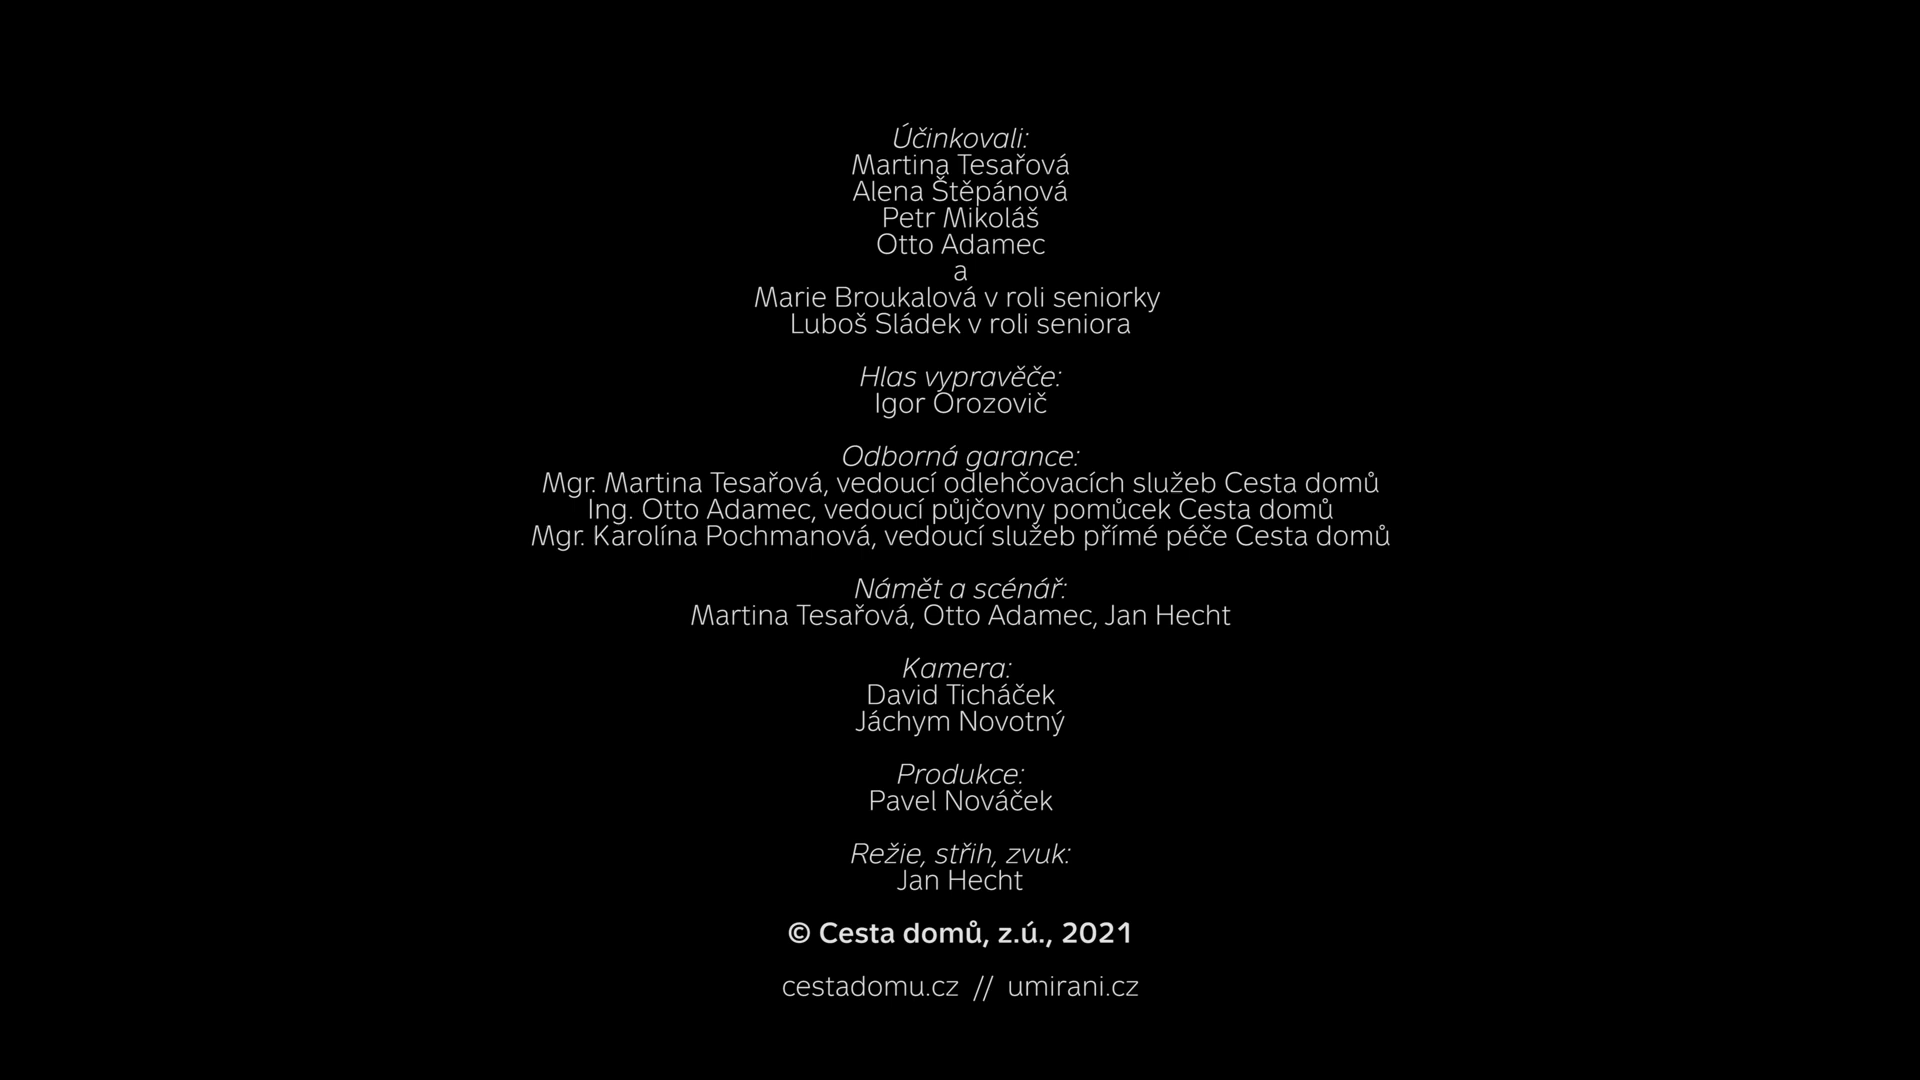 Účinkovali:
Martina Tesařová
Alena Štěpánová
Petr Mikoláš
Otto Adamec
a
Marie Broukalová v roli seniorky
Luboš Sládek v roli seniora
Hlas vypravěče:
Igor Orozovič
Odborná garance:
Mgr. Martina Tesařová, vedoucí odlehčovacích služeb Cesta domů
Ing. Otto Adamec, vedoucí půjčovny pomůcek Cesta domů
Mgr. Karolína Pochmanová, vedoucí služeb přímé péče Cesta domů
Námět a scénář:
Martina Tesařová, Otto Adamec, Jan Hecht
Kamera:
David Ticháček
Jáchym Novotný
Produkce:
Pavel Nováček
Režie, střih, zvuk:
Jan Hecht
© Cesta domů, z.ú., 2021
cestadomu.cz // umirani.cz